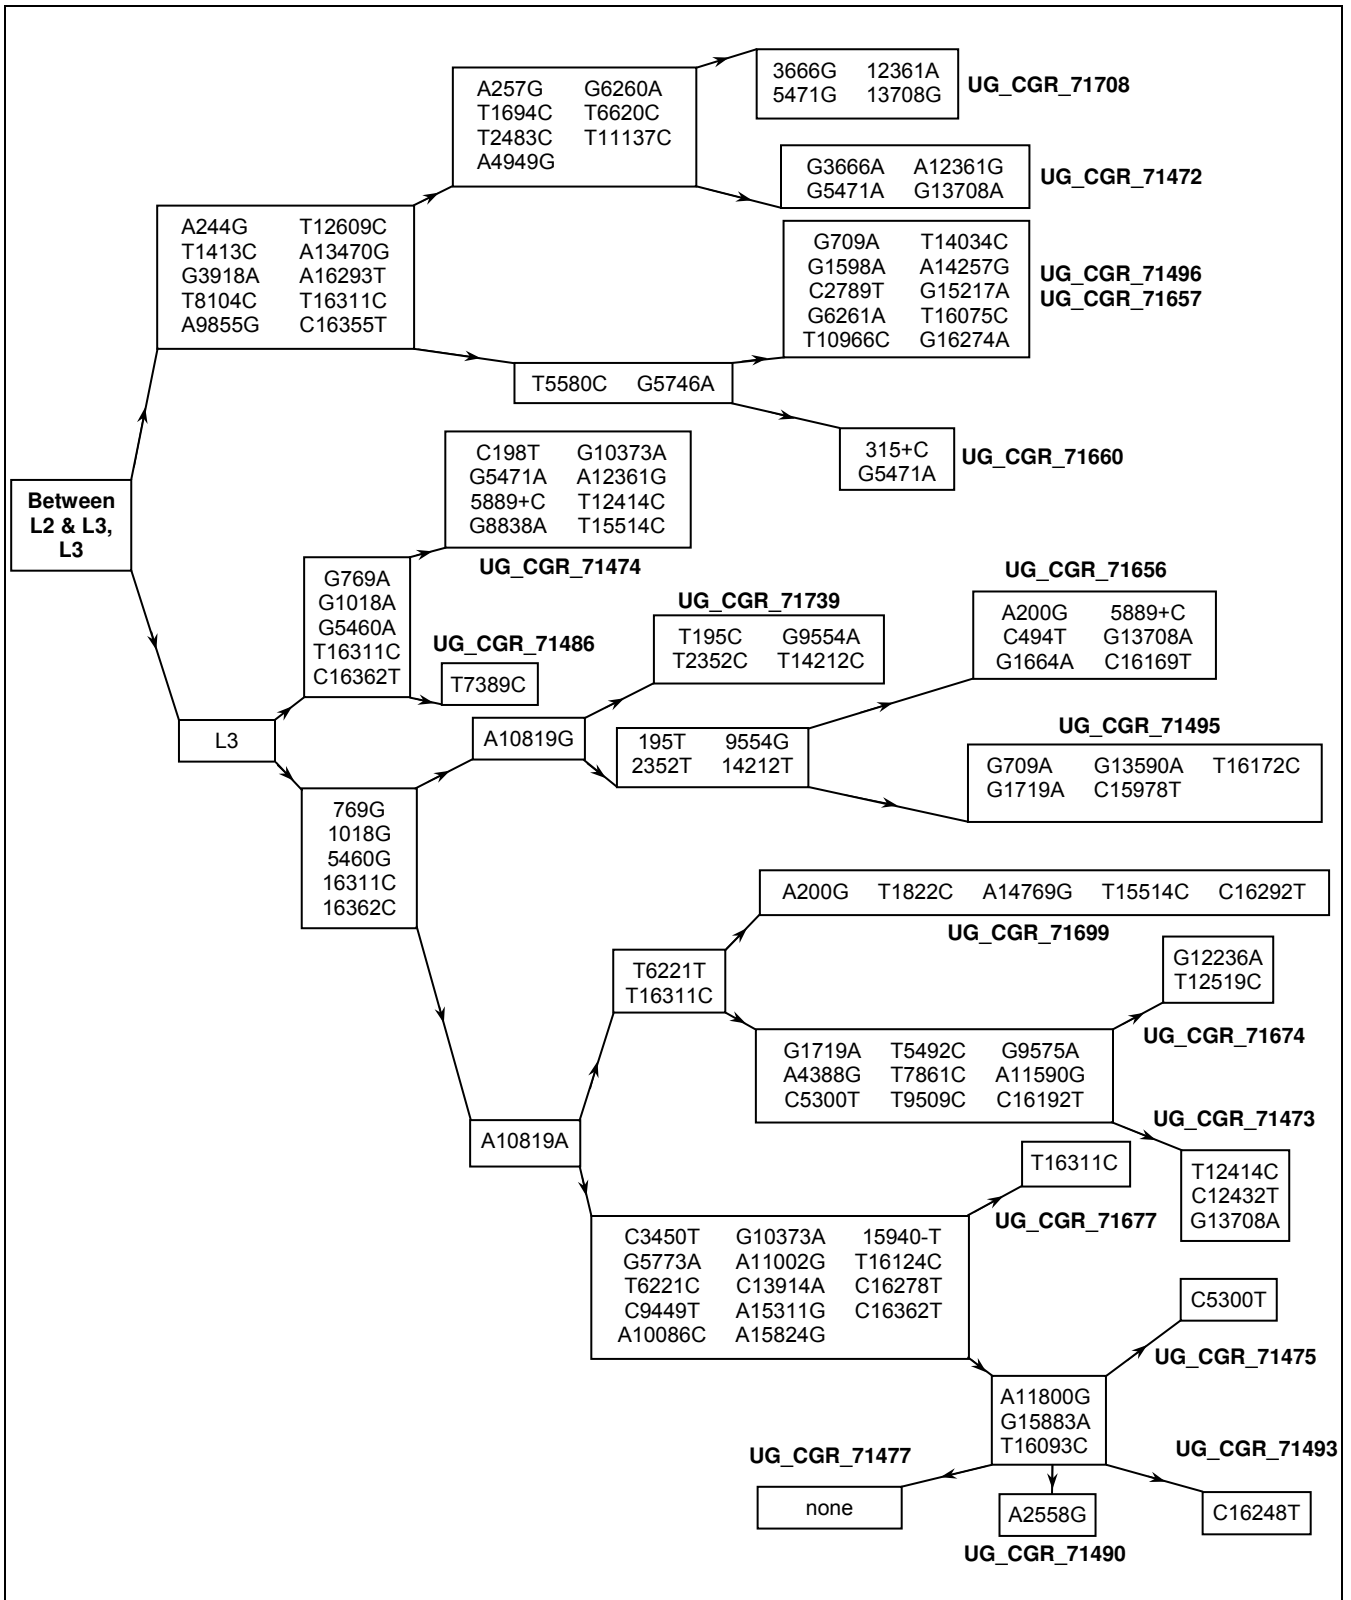 3666G 12361A
5471G 13708G
UG_CGR_71708
A257G G6260A
T1694C T6620C
T2483C T11137C
A4949G
G3666A A12361G
G5471A G13708A
UG_CGR_71472
A244G T12609C
T1413C A13470G
G3918A A16293T
T8104C T16311C
A9855G C16355T
G709A T14034C
G1598A A14257G
C2789T G15217A
G6261A T16075C
T10966C G16274A
UG_CGR_71496
UG_CGR_71657
T5580C G5746A
315+C
G5471A
UG_CGR_71660
Between
L2 & L3,
L3
C198T G10373A
G5471A A12361G
5889+C T12414C
G8838A T15514C
UG_CGR_71474
G769A
G1018A
G5460A
T16311C
C16362T
UG_CGR_71486
T7389C
L3
UG_CGR_71739
T195C G9554A
T2352C T14212C
UG_CGR_71656
A200G 5889+C
C494T G13708A
G1664A C16169T
A10819G
195T 9554G
2352T 14212T
UG_CGR_71495
G709A G13590A T16172C
G1719A C15978T
769G
1018G
5460G
16311C
16362C
A200G T1822C A14769G T15514C C16292T
UG_CGR_71699
T6221T
T16311C
G12236A
T12519C
UG_CGR_71674
G1719A T5492C G9575A
A4388G T7861C A11590G
C5300T T9509C C16192T
A10819A
UG_CGR_71473
T12414C
C12432T
G13708A
T16311C
UG_CGR_71677
C3450T G10373A 15940-T
G5773A A11002G T16124C
T6221C C13914A C16278T
C9449T A15311G C16362T
A10086C A15824G
C5300T
UG_CGR_71475
A11800G
G15883A
T16093C
UG_CGR_71477
none
A2558G
UG_CGR_71490
UG_CGR_71493
C16248T